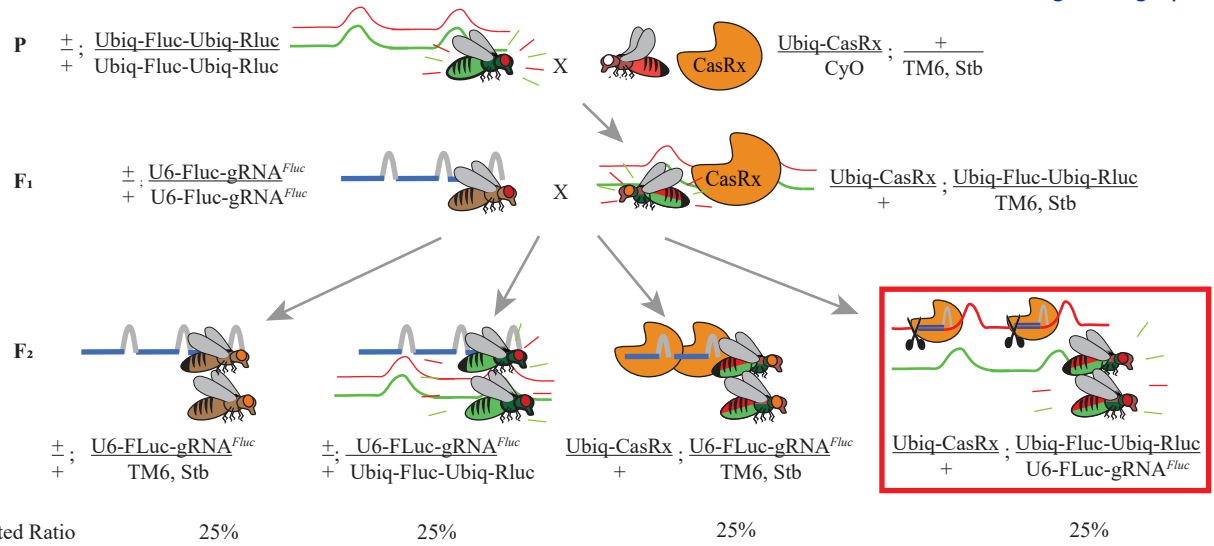 P + ; Ubiq-Fluc-Ubiq-Rluc X CasRx Ubiq-CasRx ; +
+ Ubiq-Fluc-Ubiq-Rluc CyO TM6, Stb
F₁ + ; U6-Fluc-gRNA^Fluc X CasRx Ubiq-CasRx ; Ubiq-Fluc-Ubiq-Rluc
+ U6-Fluc-gRNA^Fluc + TM6, Stb
F₂
+ ; U6-FLuc-gRNA^Fluc + ; U6-FLuc-gRNA^Fluc Ubiq-CasRx ; U6-FLuc-gRNA^Fluc Ubiq-CasRx ; Ubiq-Fluc-Ubiq-Rluc
+ TM6, Stb + Ubiq-Fluc-Ubiq-Rluc + TM6, Stb + U6-FLuc-gRNA^Fluc
ted Ratio 25% 25% 25% 25%